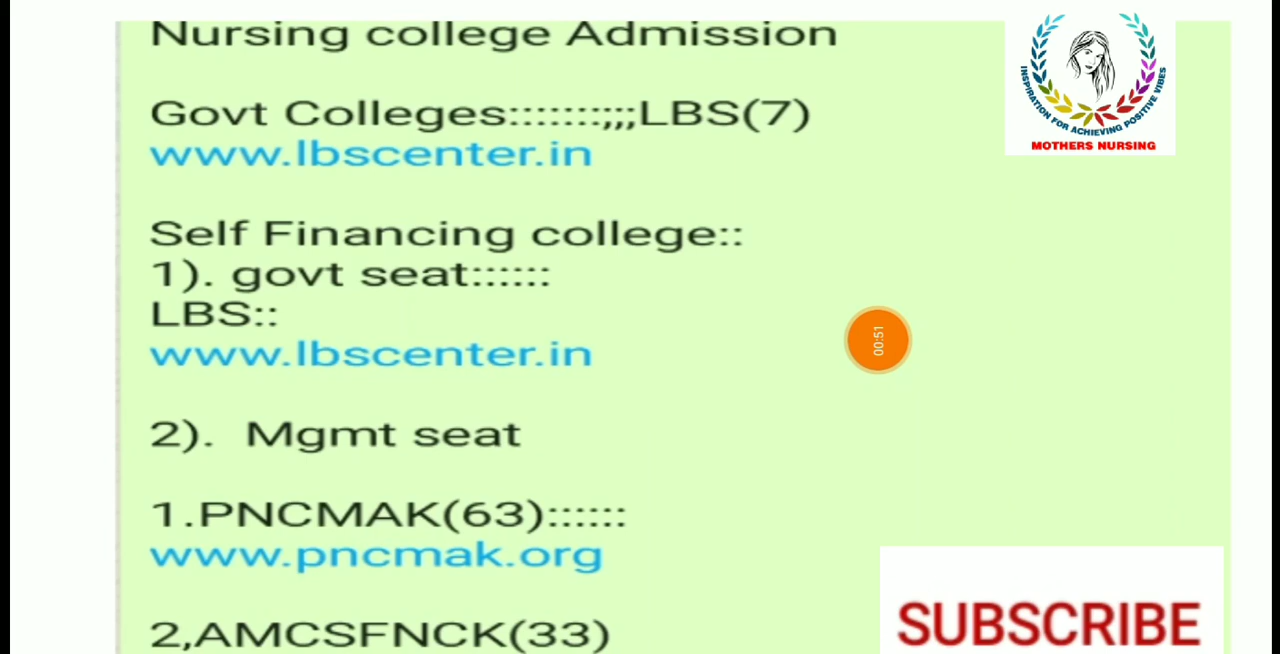 Nursing college Admission
Govt Colleges:::::::;;;LBS(7)
www.lbscenter.in
Self Financing college::
1). govt seat::::::
LBS::
www.lbscenter.in
2). Mgmt seat
1.PNCMAK(63)::::::
www.pncmak.org
2,AMCSFNCK(33)
INSPIRATION FOR ACHIEVING POSITIVE VIBES
MOTHERS NURSING
00:51
SUBSCRIBE